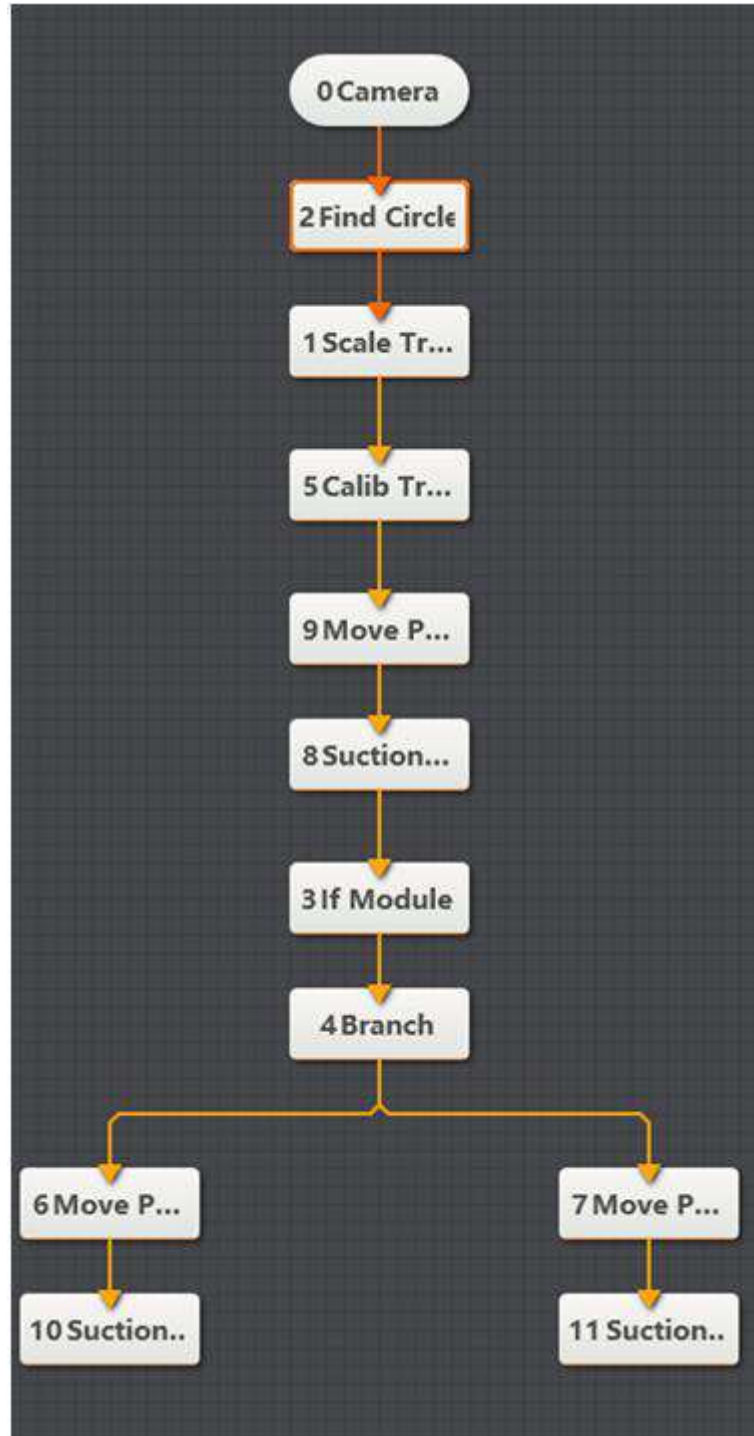 0 Camera
2 Find Circle
1 Scale Tr...
5 Calib Tr...
9 Move P...
8 Suction...
3 If Module
4 Branch
6 Move P...
7 Move P...
10 Suction..
11 Suction..